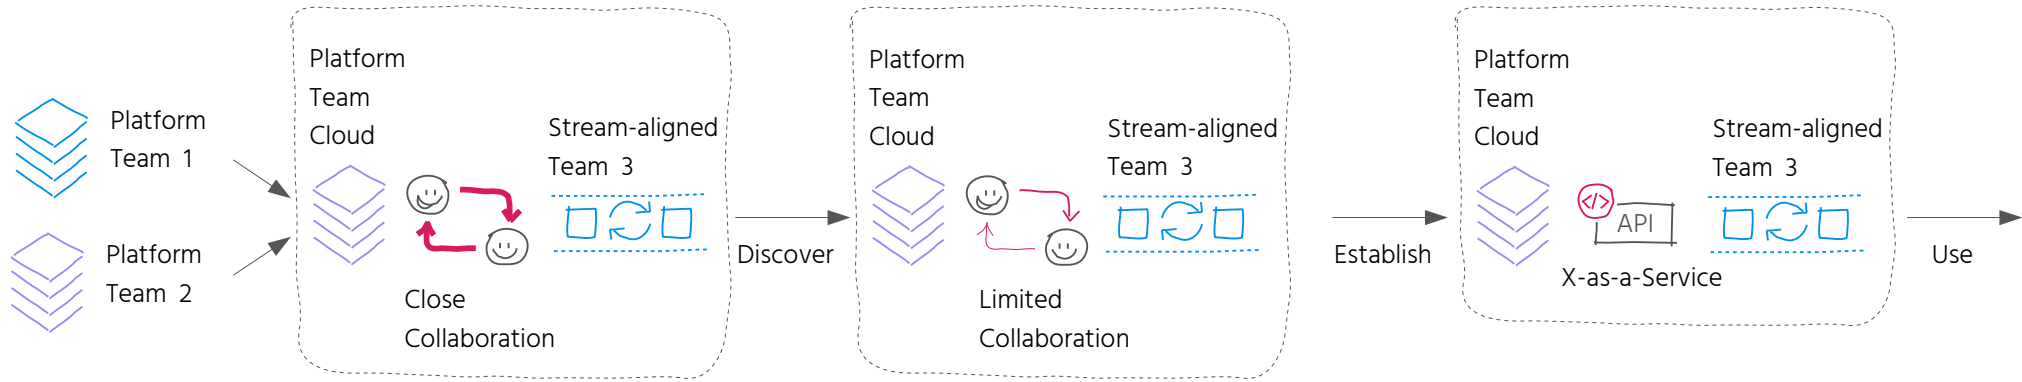 Platform
Team 1
Platform
Team 2
Platform
Team
Cloud
Stream-aligned
Team 3
Close
Collaboration
Discover
Platform
Team
Cloud
Stream-aligned
Team 3
Limited
Collaboration
Establish
Platform
Team
Cloud
Stream-aligned
Team 3
</>
API
X-as-a-Service
Use